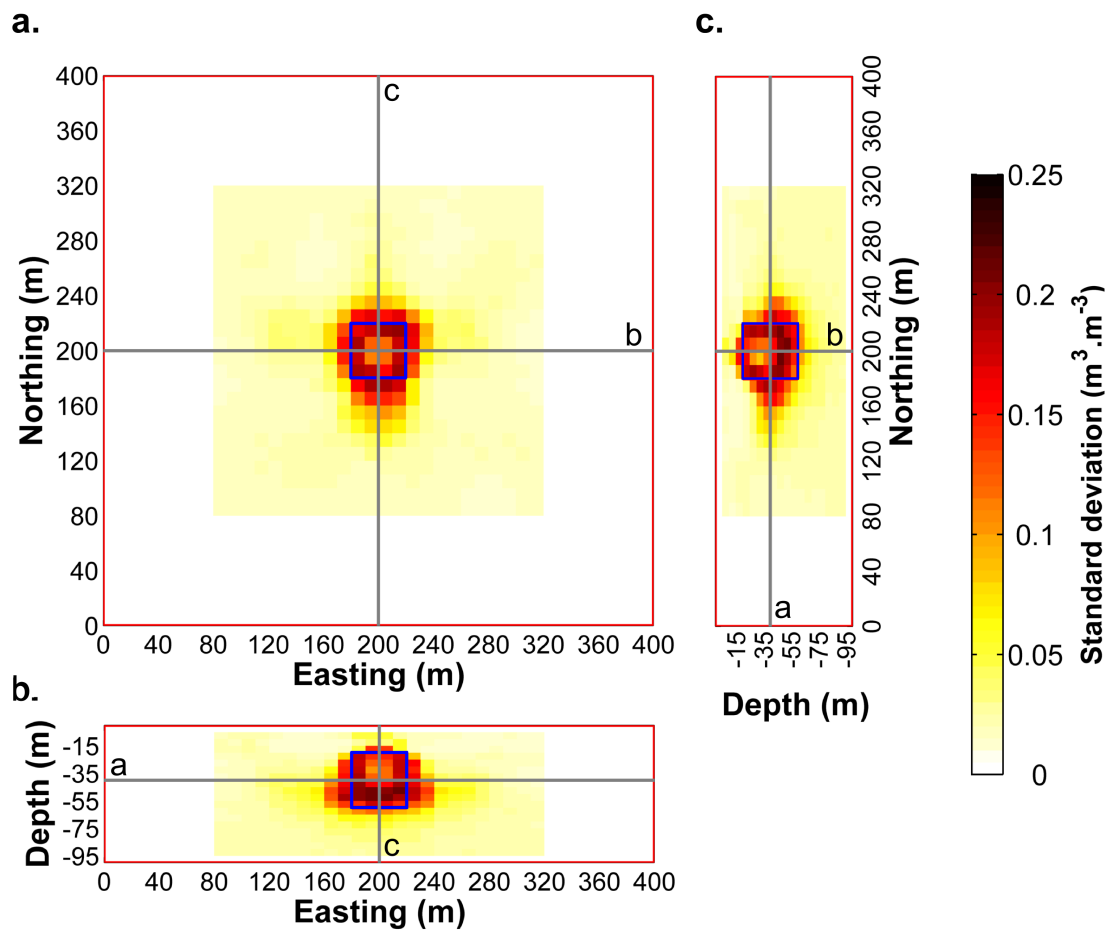 a.
400
360
320
280
240
200
160
120
80
40
0
Northing (m)
c
b
0 40 80 120 160 200 240 280 320 360 400
Easting (m)
b.
-15
-35
-55
-75
-95
Depth (m)
a
c
0 40 80 120 160 200 240 280 320 360 400
Easting (m)
c.
400
360
320
280
240
200
160
120
80
40
0
Northing (m)
b
a
-15 -35 -55 -75 -95
Depth (m)
0.25
0.2
0.15
0.1
0.05
0
Standard deviation (m³.m⁻³)